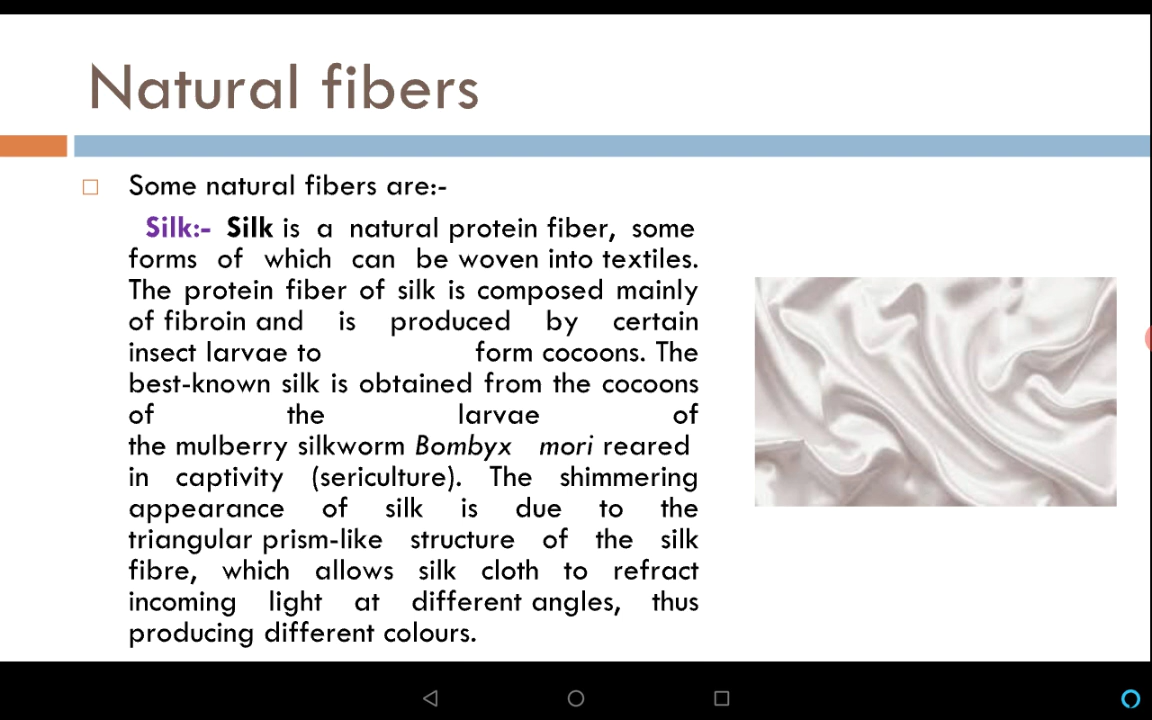 Natural fibers
Some natural fibers are:-
Silk:- Silk is a natural protein fiber, some
forms of which can be woven into textiles.
The protein fiber of silk is composed mainly
of fibroin and is produced by certain
insect larvae to form cocoons. The
best-known silk is obtained from the cocoons
of the larvae of
the mulberry silkworm Bombyx mori reared
in captivity (sericulture). The shimmering
appearance of silk is due to the
triangular prism-like structure of the silk
fibre, which allows silk cloth to refract
incoming light at different angles, thus
producing different colours.